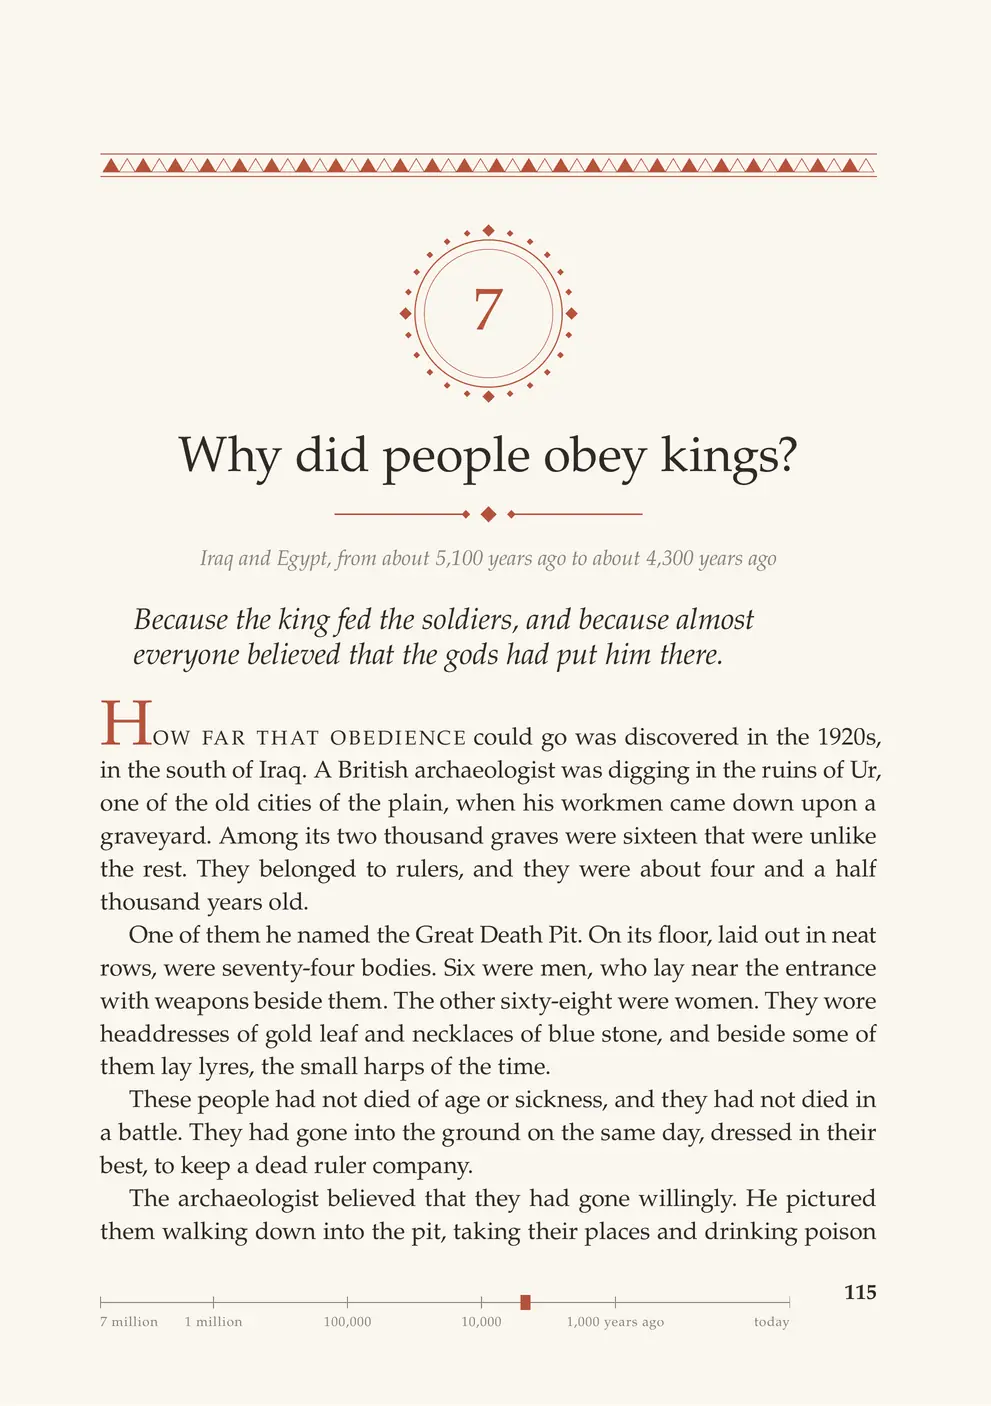 7
Why did people obey kings?
Iraq and Egypt, from about 5,100 years ago to about 4,300 years ago
Because the king fed the soldiers, and because almost
everyone believed that the gods had put him there.
HOW FAR THAT OBEDIENCE could go was discovered in the 1920s,
in the south of Iraq. A British archaeologist was digging in the ruins of Ur,
one of the old cities of the plain, when his workmen came down upon a
graveyard. Among its two thousand graves were sixteen that were unlike
the rest. They belonged to rulers, and they were about four and a half
thousand years old.
One of them he named the Great Death Pit. On its floor, laid out in neat
rows, were seventy-four bodies. Six were men, who lay near the entrance
with weapons beside them. The other sixty-eight were women. They wore
headdresses of gold leaf and necklaces of blue stone, and beside some of
them lay lyres, the small harps of the time.
These people had not died of age or sickness, and they had not died in
a battle. They had gone into the ground on the same day, dressed in their
best, to keep a dead ruler company.
The archaeologist believed that they had gone willingly. He pictured
them walking down into the pit, taking their places and drinking poison
115
7 million 1 million 100,000 10,000 1,000 years ago today